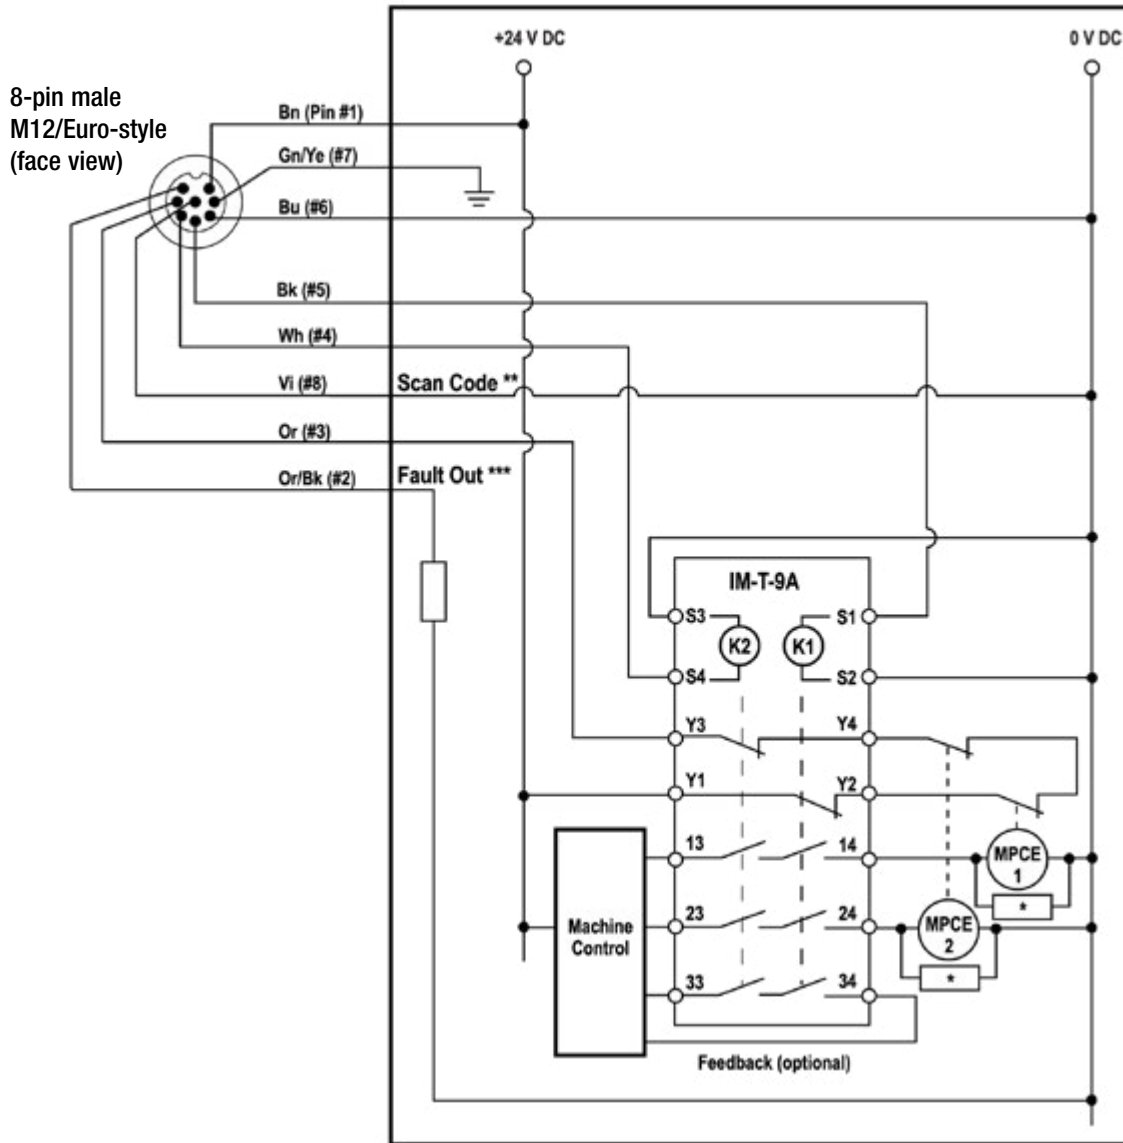 +24 V DC
0 V DC
8-pin male
M12/Euro-style
(face view)
Bn (Pin #1)
Gn/Ye (#7)
Bu (#6)
Bk (#5)
Wh (#4)
Vi (#8)
Scan Code **
Or (#3)
Or/Bk (#2)
Fault Out ***
IM-T-9A
S3
S1
K2
K1
S4
S2
Y3
Y4
Y1
Y2
13
14
MPCE
1
*
23
24
Machine
Control
MPCE
2
*
33
34
Feedback (optional)